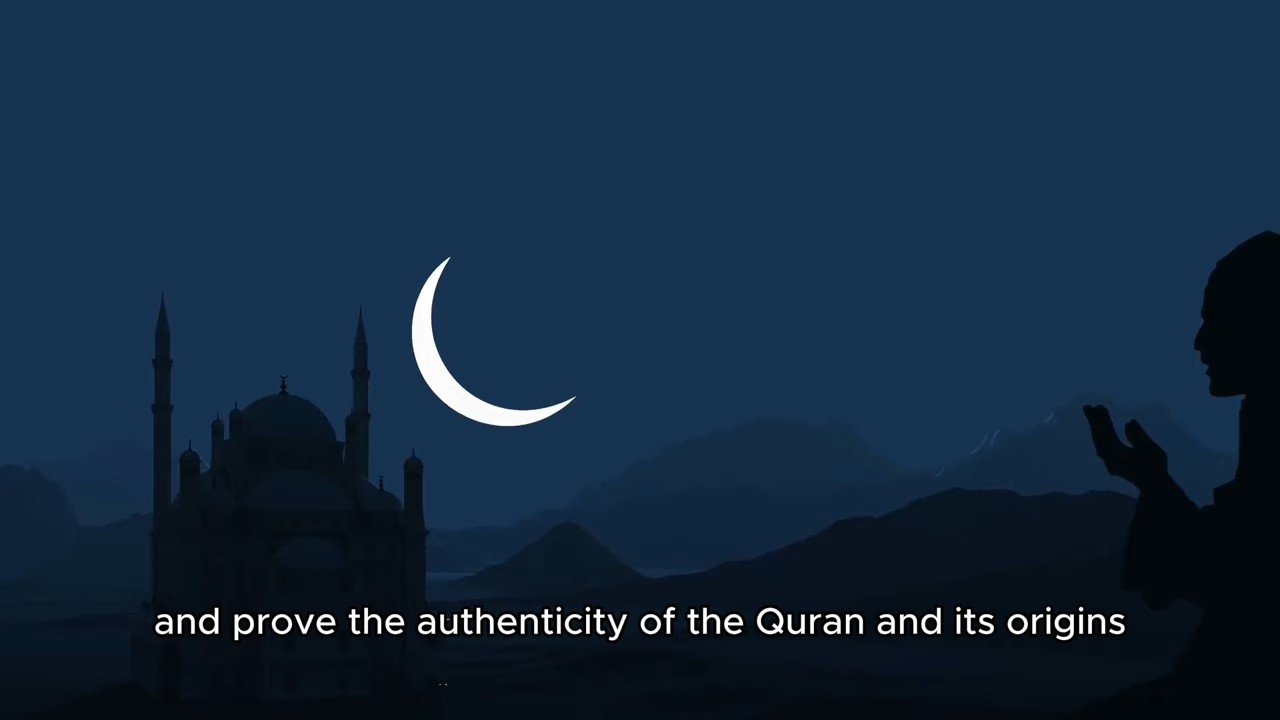 and prove the authenticity of the Quran and its origins